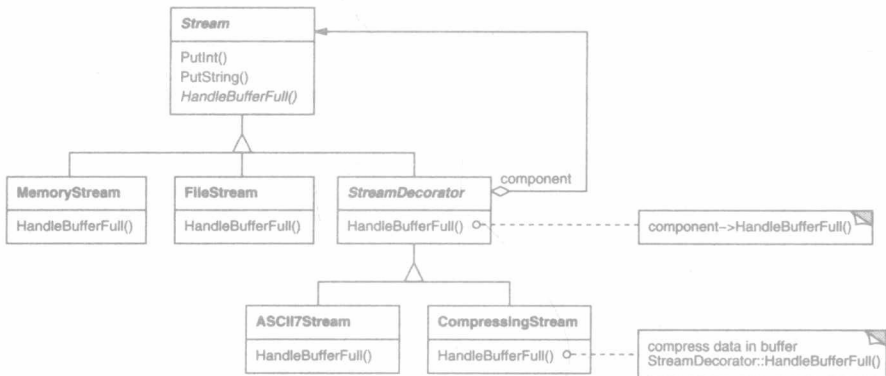 Stream
PutInt()
PutString()
HandleBufferFull()
component
MemoryStream
HandleBufferFull()
FileStream
HandleBufferFull()
StreamDecorator
HandleBufferFull()
component->HandleBufferFull()
ASCII7Stream
HandleBufferFull()
CompressingStream
HandleBufferFull()
compress data in buffer
StreamDecorator::HandleBufferFull()